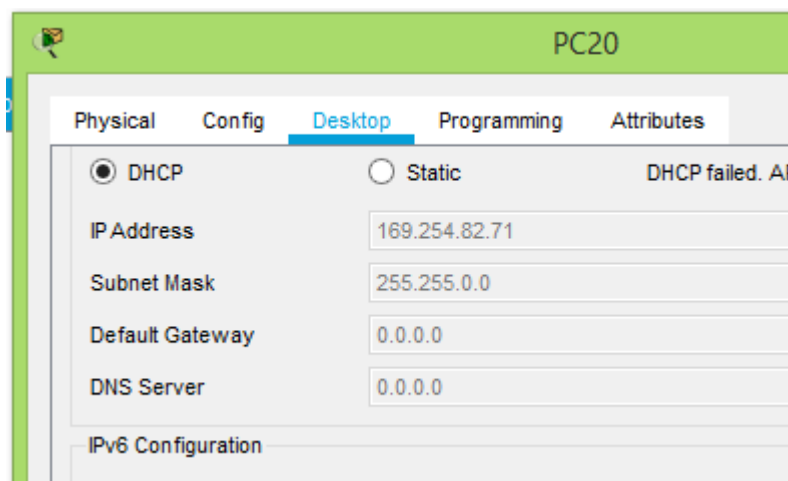 PC20
Physical Config Desktop Programming Attributes
DHCP Static DHCP failed.
IP Address 169.254.82.71
Subnet Mask 255.255.0.0
Default Gateway 0.0.0.0
DNS Server 0.0.0.0
IPv6 Configuration